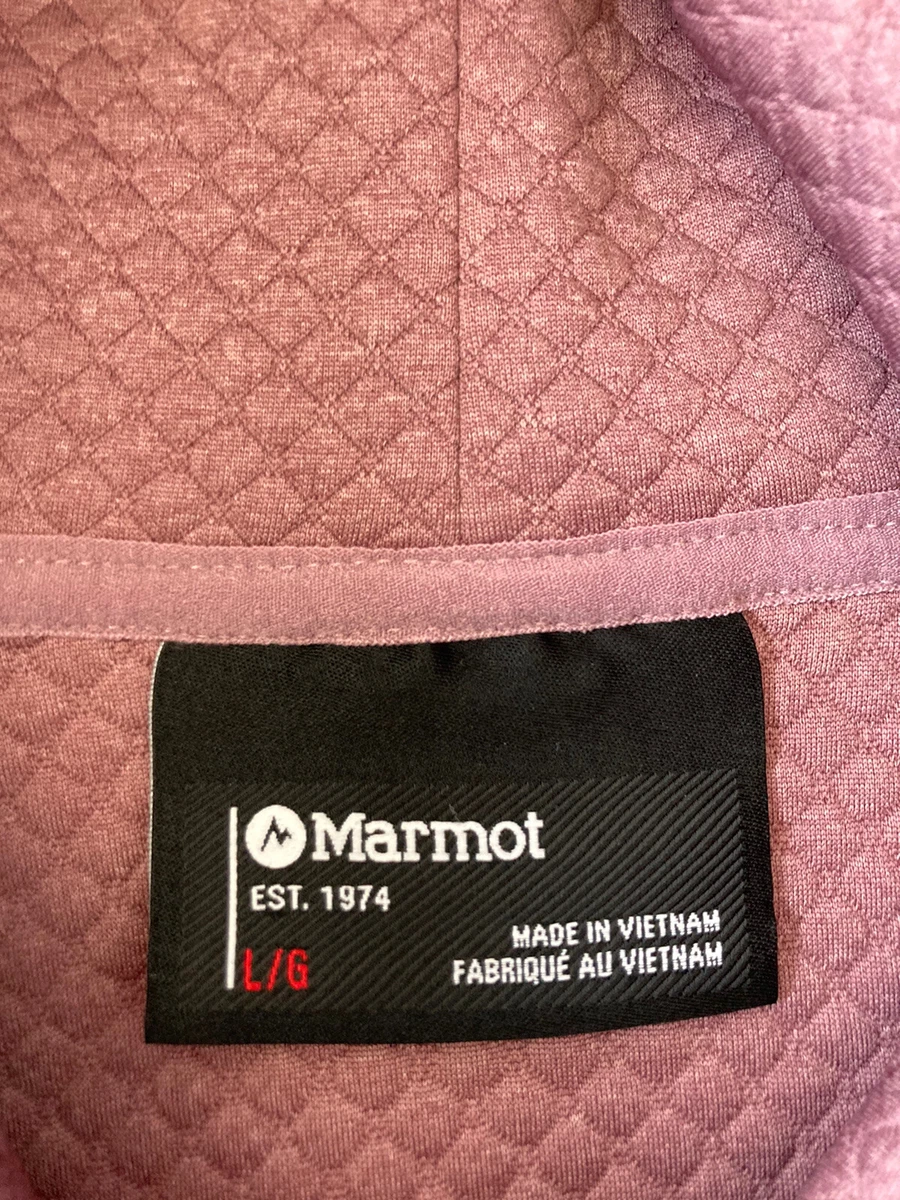 Marmot
EST. 1974
L/G
MADE IN VIETNAM
FABRIQUÉ AU VIETNAM